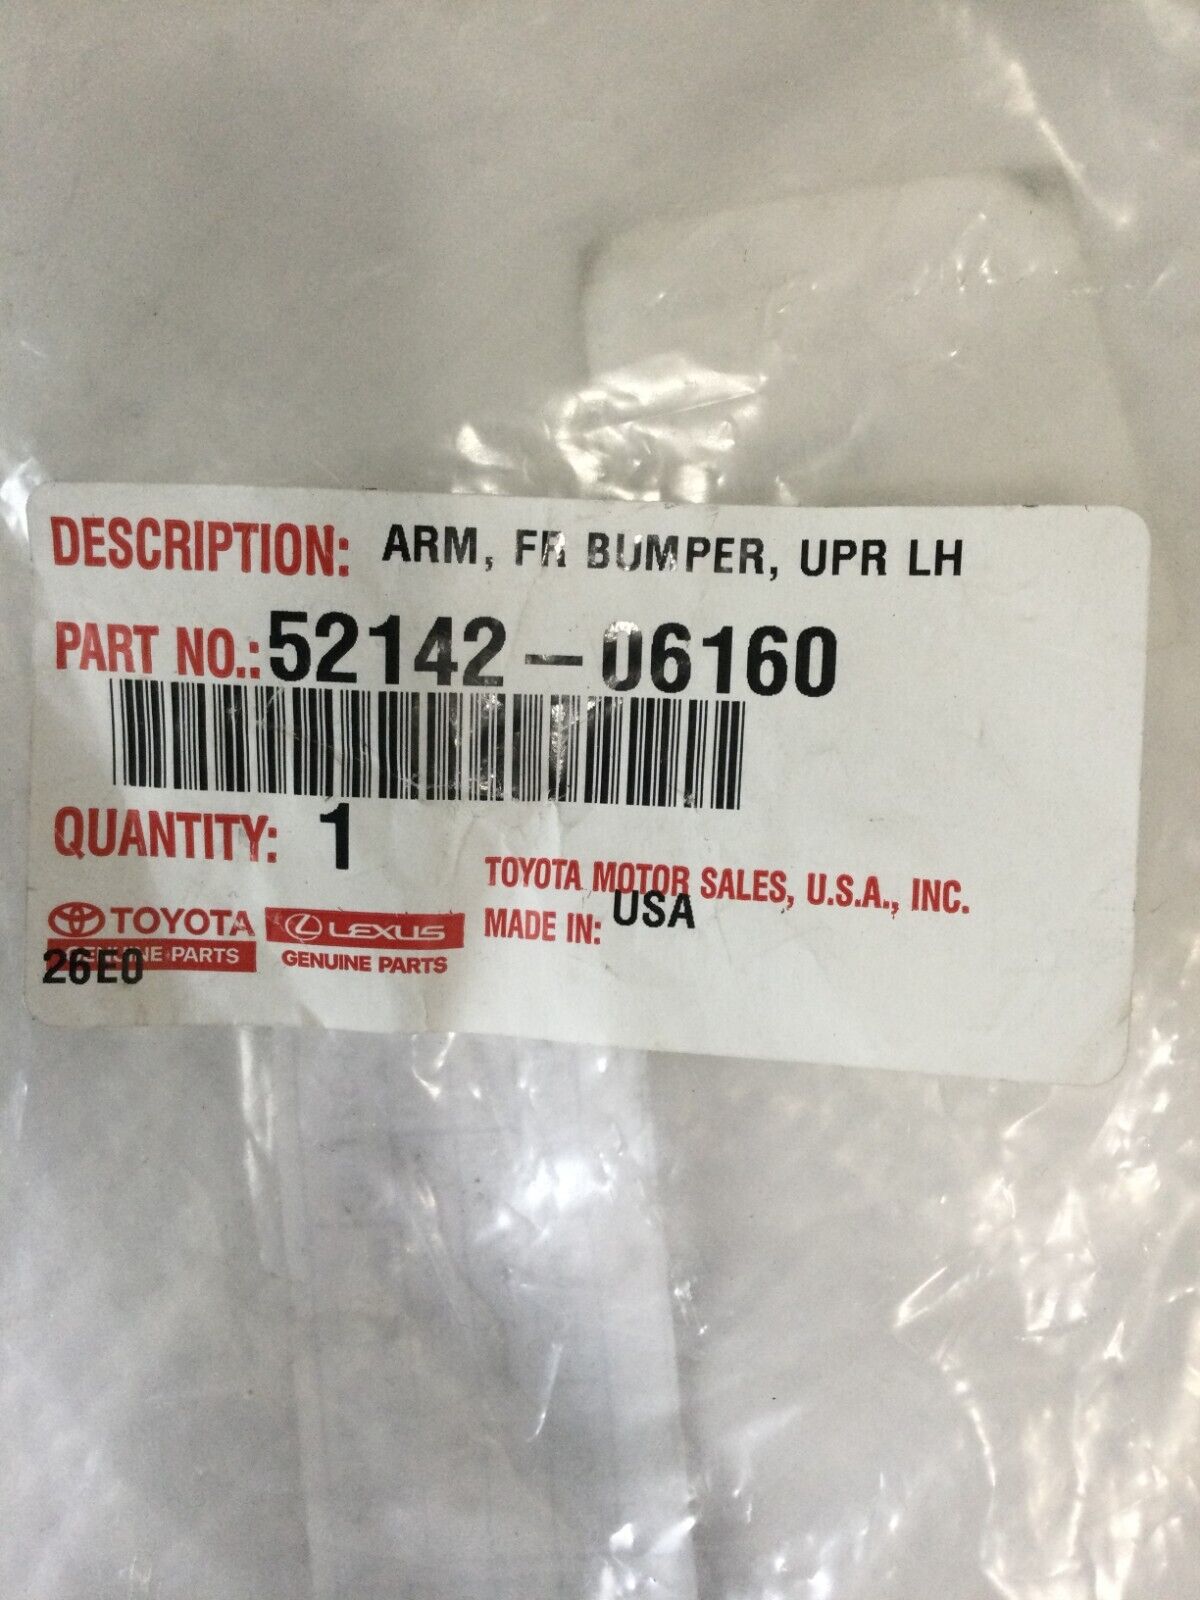 DESCRIPTION: ARM, FR BUMPER, UPR LH
PART NO.: 52142-06160
QUANTITY: 1
TOYOTA MOTOR SALES, U.S.A., INC.
MADE IN: USA
TOYOTA
GENUINE PARTS
LEXUS
GENUINE PARTS
26E0